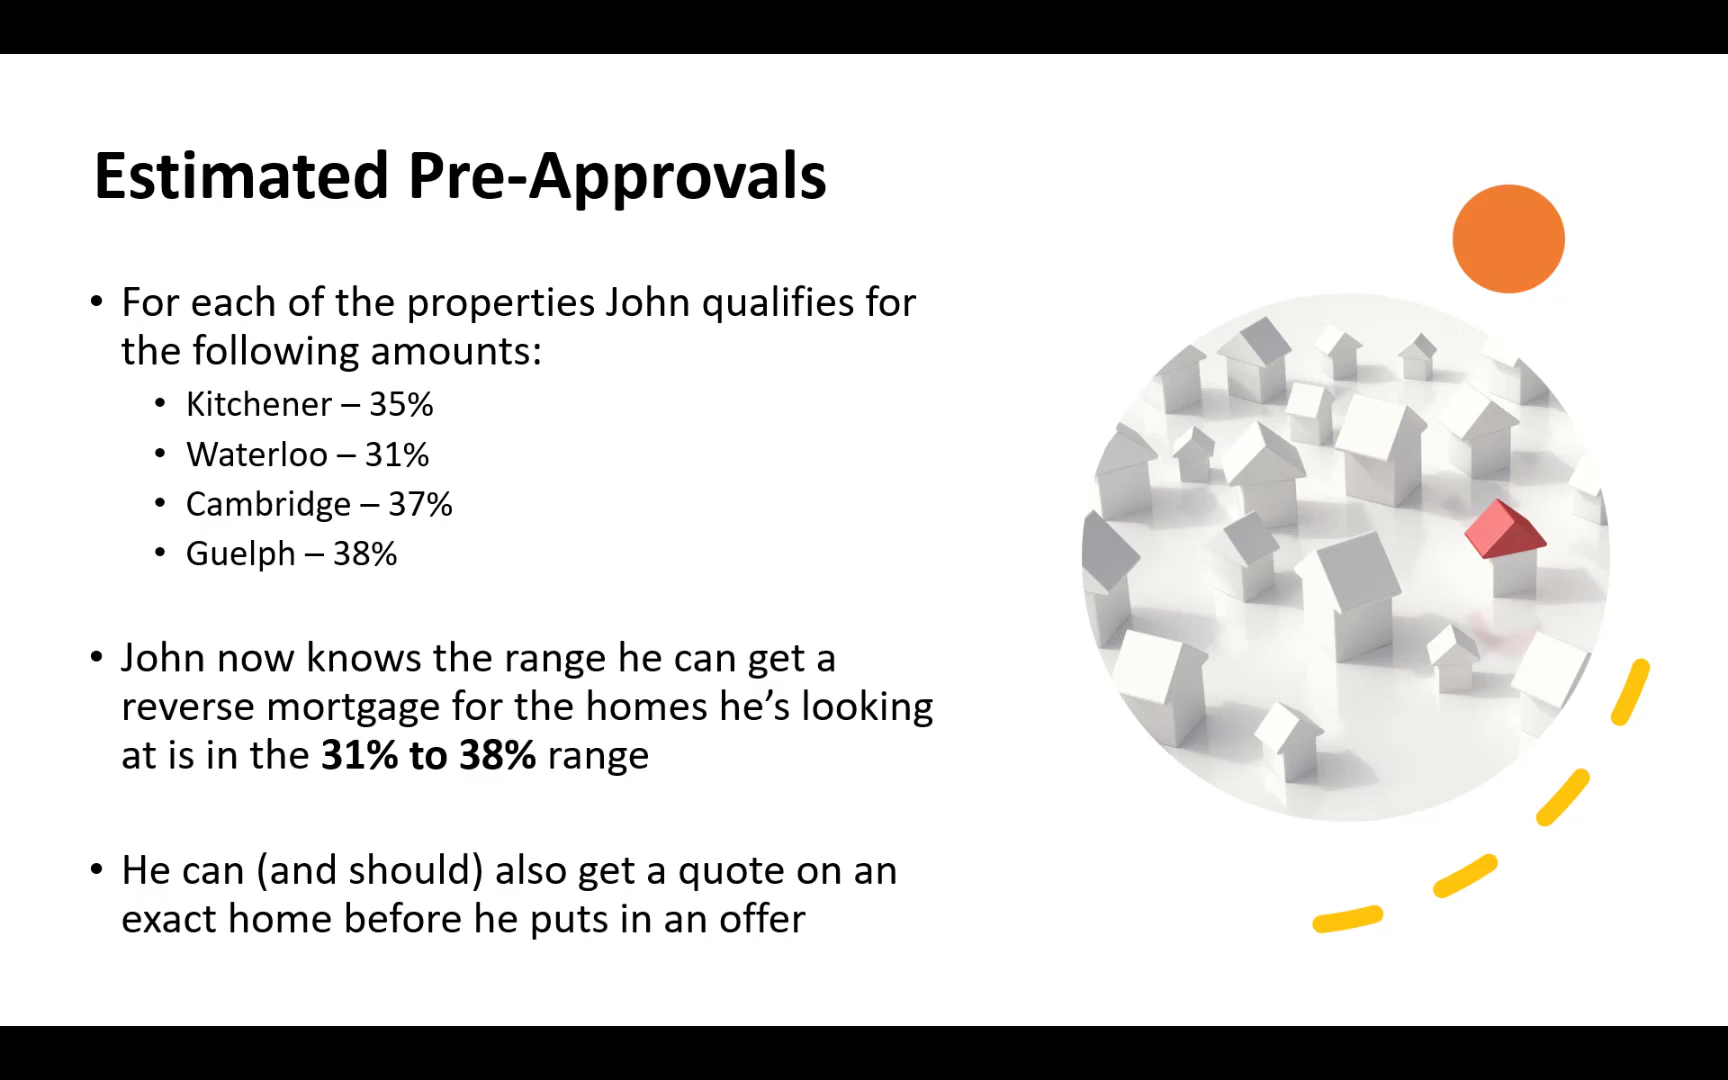 Estimated Pre-Approvals
• For each of the properties John qualifies for
the following amounts:
• Kitchener – 35%
• Waterloo – 31%
• Cambridge – 37%
• Guelph – 38%
• John now knows the range he can get a
reverse mortgage for the homes he’s looking
at is in the 31% to 38% range
• He can (and should) also get a quote on an
exact home before he puts in an offer